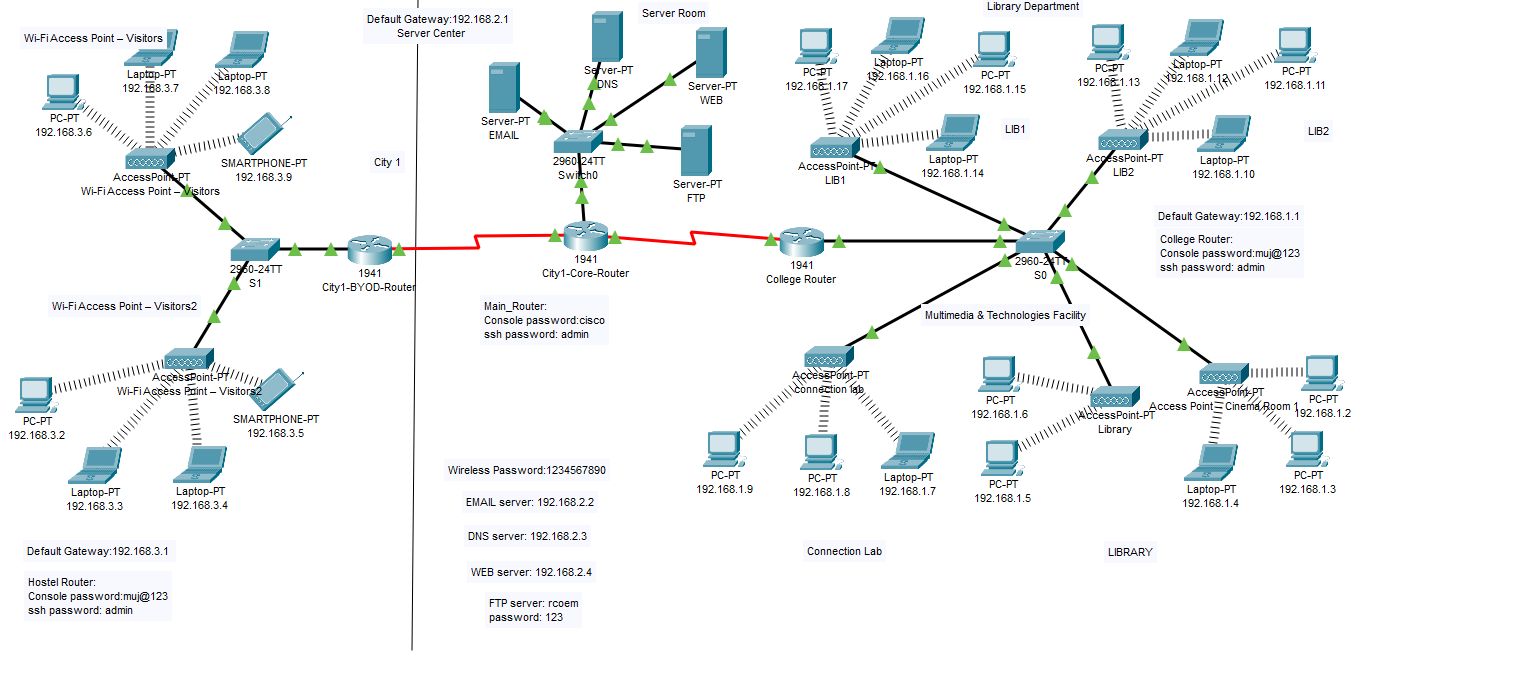 Wi-Fi Access Point – Visitors
Laptop-PT
192.168.3.7
Laptop-PT
192.168.3.8
PC-PT
192.168.3.6
SMARTPHONE-PT
192.168.3.9
AccessPoint-PT
Wi-Fi Access Point – Visitors
City 1
Default Gateway:192.168.2.1
Server Center
Server Room
Server-PT
DNS
Server-PT
WEB
Server-PT
EMAIL
2960-24TT
Switch0
Server-PT
FTP
Library Department
PC-PT
192.168.1.17
Laptop-PT
192.168.1.16
PC-PT
192.168.1.15
Laptop-PT
192.168.1.14
LIB1
AccessPoint-PT
LIB1
PC-PT
192.168.1.13
Laptop-PT
192.168.1.12
PC-PT
192.168.1.11
LIB2
AccessPoint-PT
LIB2
Laptop-PT
192.168.1.10
2960-24TT
S1
1941
City1-BYOD-Router
1941
City1-Core-Router
1941
College Router
2960-24TT
S0
Default Gateway:192.168.1.1
College Router:
Console password:muj@123
ssh password: admin
Wi-Fi Access Point – Visitors2
Main_Router:
Console password:cisco
ssh password: admin
Multimedia & Technologies Facility
AccessPoint-PT
Wi-Fi Access Point – Visitors2
PC-PT
192.168.3.2
SMARTPHONE-PT
192.168.3.5
Laptop-PT
192.168.3.3
Laptop-PT
192.168.3.4
AccessPoint-PT
connection lab
PC-PT
192.168.1.9
PC-PT
192.168.1.8
Laptop-PT
192.168.1.7
PC-PT
192.168.1.6
AccessPoint-PT
Library
PC-PT
192.168.1.5
AccessPoint-PT
Access Point - Cinema Room 1
PC-PT
192.168.1.2
Laptop-PT
192.168.1.4
PC-PT
192.168.1.3
Wireless Password:1234567890
EMAIL server: 192.168.2.2
DNS server: 192.168.2.3
WEB server: 192.168.2.4
FTP server: rcoem
password: 123
Default Gateway:192.168.3.1
Hostel Router:
Console password:muj@123
ssh password: admin
Connection Lab
LIBRARY